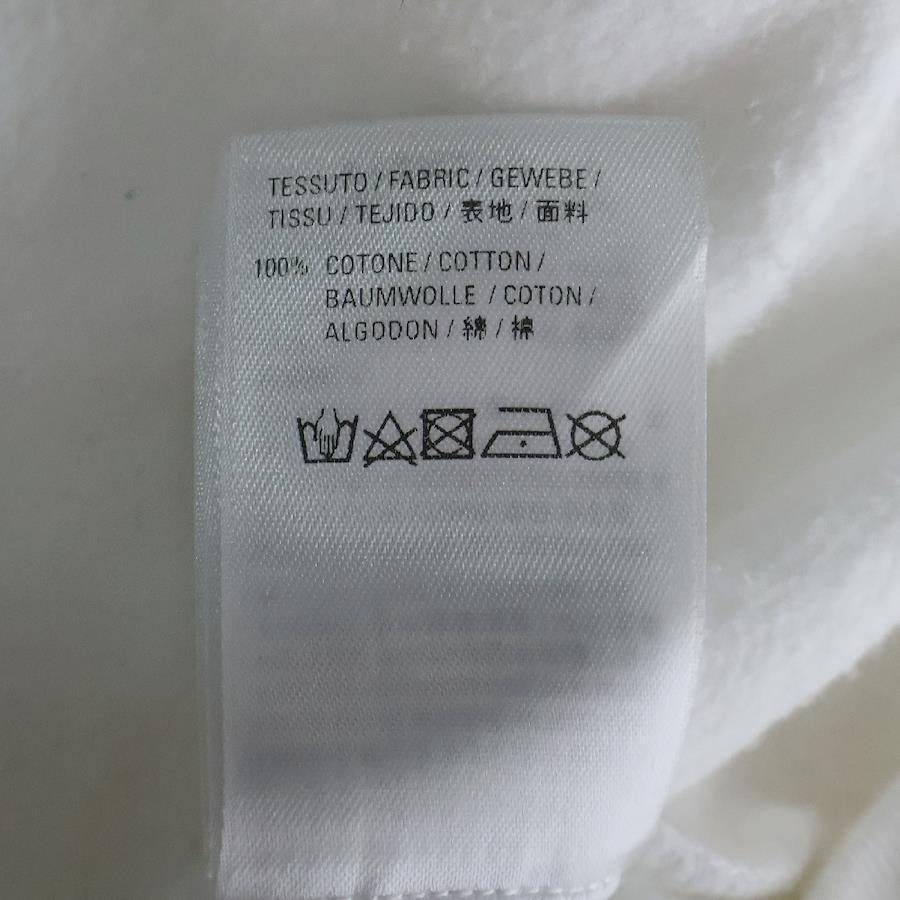 TESSUTO / FABRIC / GEWEBE /
TISSU / TEJIDO / 表地 / 面料
100% COTONE / COTTON /
BAUMWOLLE / COTON /
ALGODON / 綿 / 棉